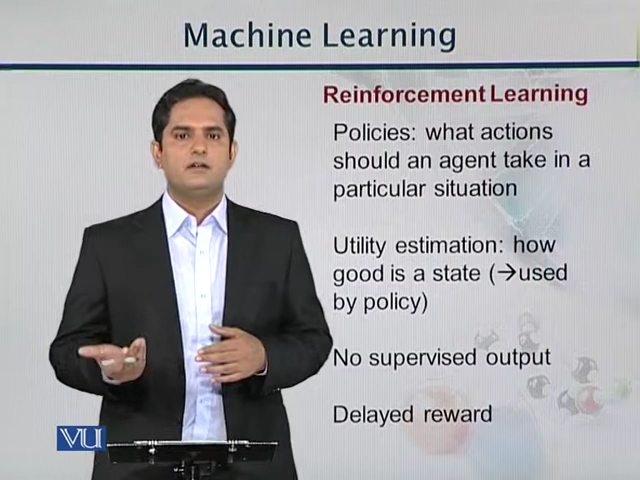 Machine Learning
Reinforcement Learning
Policies: what actions
should an agent take in a
particular situation
Utility estimation: how
good is a state (→used
by policy)
No supervised output
Delayed reward
VU